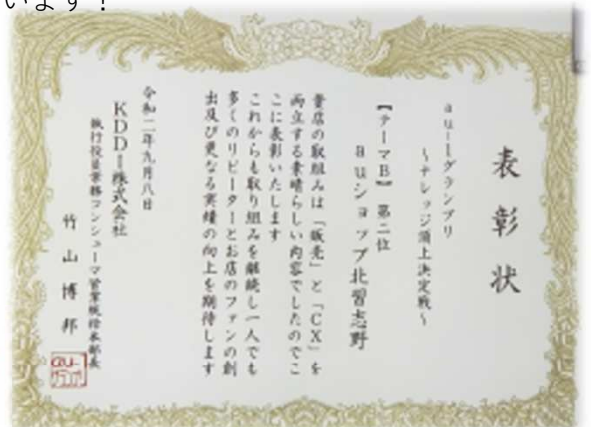 います！
表彰状
au－1グランプリ
～ナレッジ頂上決定戦～
【テーマB】第二位
auショップ北習志野
貴店の取組みは「販売」と「CX」を
両立する素晴らしい内容でしたのでこ
こに表彰いたします
これからも取り組みを継続し一人でも
多くのリピーターとお店のファンの創
出及び更なる実績の向上を期待します
令和二年九月八日
KDDI株式会社
執行役員コンシューマ営業統括本部長
竹山博邦